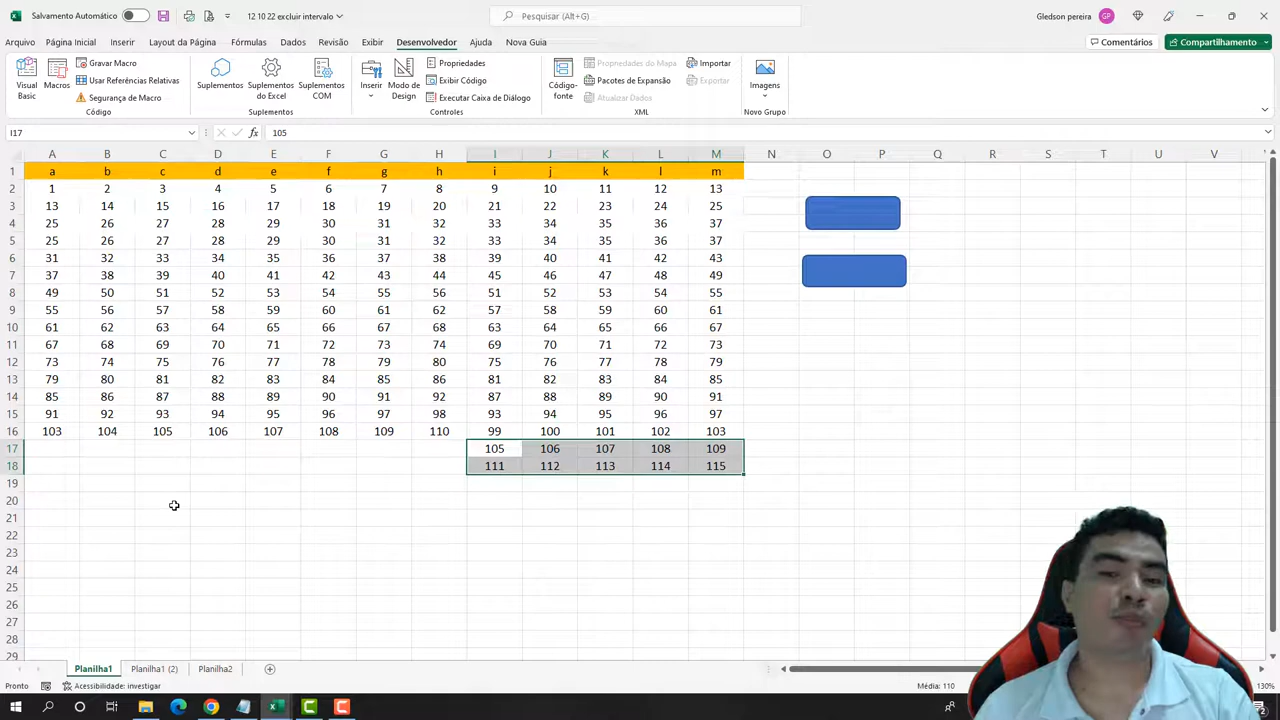 Salvamento Automático
12 10 22 excluir intervalo
Pesquisar (Alt+G)
Gledson pereira
GP
Arquivo Página Inicial Inserir Layout da Página Fórmulas Dados Revisão Exibir Desenvolvedor Ajuda Nova Guia
Comentários
Compartilhamento
Visual Basic
Macros
Gravar Macro
Usar Referências Relativas
Segurança de Macro
Código
Suplementos
Suplementos do Excel
Suplementos COM
Suplementos
Inserir
Modo de Design
Propriedades
Exibir Código
Executar Caixa de Diálogo
Controles
Código-fonte
Propriedades do Mapa
Pacotes de Expansão
Atualizar Dados
Importar
Exportar
XML
Imagens
Novo Grupo
I17
fx
105
A B C D E F G H I J K L M N O P Q R S T U V
1 a b c d e f g h i j k l m
2 1 2 3 4 5 6 7 8 9 10 11 12 13
3 13 14 15 16 17 18 19 20 21 22 23 24 25
4 25 26 27 28 29 30 31 32 33 34 35 36 37
5 25 26 27 28 29 30 31 32 33 34 35 36 37
6 31 32 33 34 35 36 37 38 39 40 41 42 43
7 37 38 39 40 41 42 43 44 45 46 47 48 49
8 49 50 51 52 53 54 55 56 51 52 53 54 55
9 55 56 57 58 59 60 61 62 57 58 59 60 61
10 61 62 63 64 65 66 67 68 63 64 65 66 67
11 67 68 69 70 71 72 73 74 69 70 71 72 73
12 73 74 75 76 77 78 79 80 75 76 77 78 79
13 79 80 81 82 83 84 85 86 81 82 83 84 85
14 85 86 87 88 89 90 91 92 87 88 89 90 91
15 91 92 93 94 95 96 97 98 93 94 95 96 97
16 103 104 105 106 107 108 109 110 99 100 101 102 103
17 105 106 107 108 109
18 111 112 113 114 115
19
20
21
22
23
24
25
26
27
28
29
Planilha1 Planilha1 (2) Planilha2
Pronto
Acessibilidade: investigar
Média: 110
130%